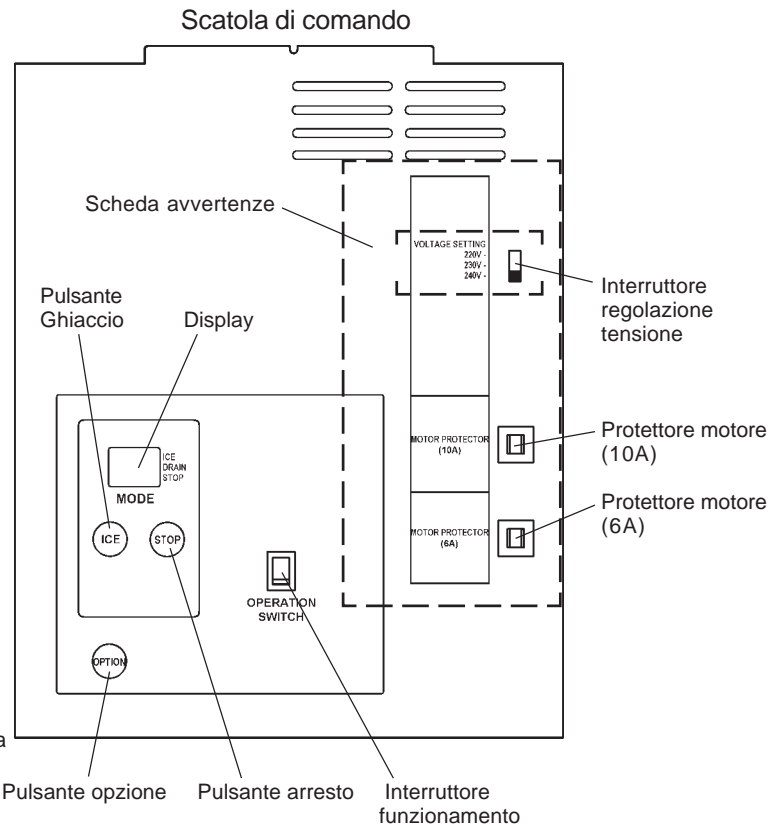 Scatola di comando
Scheda avvertenze
VOLTAGE SETTING
220V -
230V -
240V -
Interruttore
regolazione
tensione
Pulsante
Ghiaccio
Display
ICE
DRAIN
STOP
MODE
ICE
STOP
MOTOR PROTECTOR
(10A)
Protettore motore
(10A)
MOTOR PROTECTOR
(6A)
Protettore motore
(6A)
OPERATION
SWITCH
OPTION
a
Pulsante opzione
Pulsante arresto
Interruttore
funzionamento